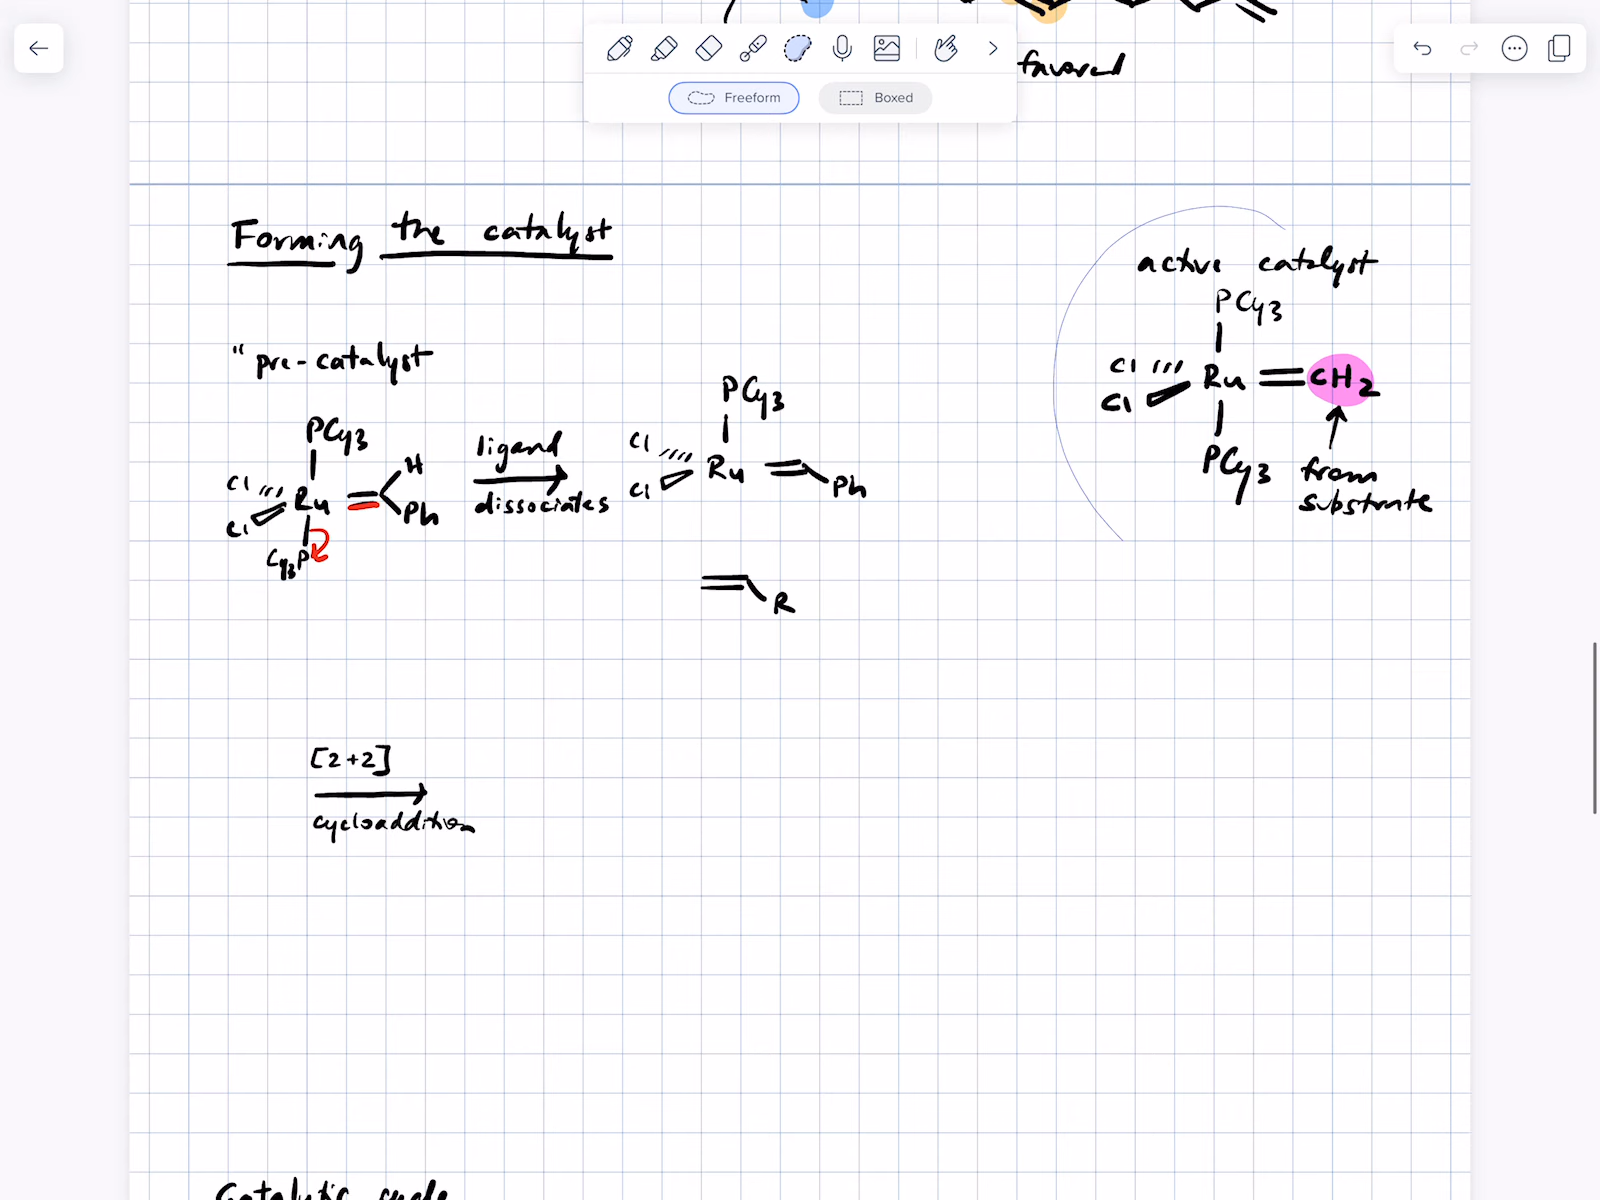 favored
Freeform
Boxed
Forming the catalyst
"pre-catalyst
PCy3
Cl
Ru
H
Ph
Cl
Cy3P
ligand
dissociates
PCy3
Cl
Ru
Ph
Cl
R
active catalyst
PCy3
Cl
Ru
CH2
Cl
PCy3
from
substrate
[2+2]
cycloaddition
Catalytic cycle